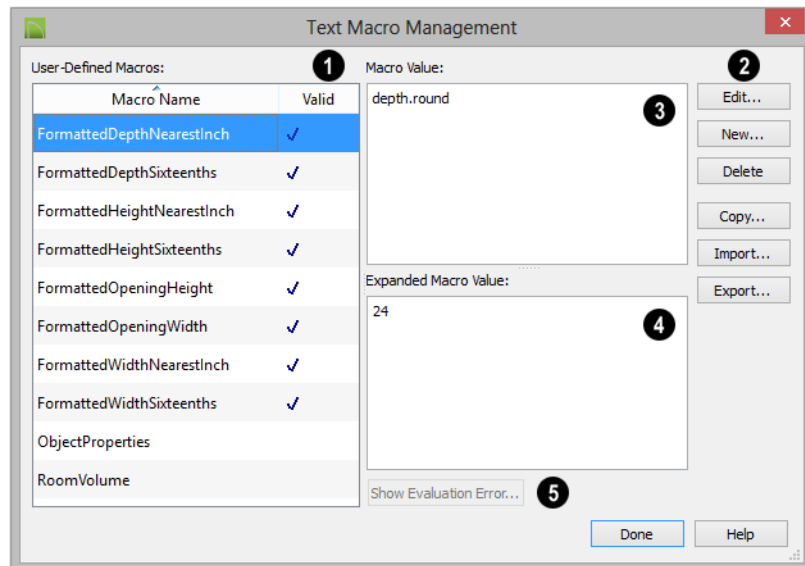 Text Macro Management
User-Defined Macros:
1
Macro Name
Valid
FormattedDepthNearestInch
FormattedDepthSixteenths
FormattedHeightNearestInch
FormattedHeightSixteenths
FormattedOpeningHeight
FormattedOpeningWidth
FormattedWidthNearestInch
FormattedWidthSixteenths
ObjectProperties
RoomVolume
Macro Value:
depth.round
3
Expanded Macro Value:
24
4
Show Evaluation Error...
5
2
Edit...
New...
Delete
Copy...
Import...
Export...
Done
Help